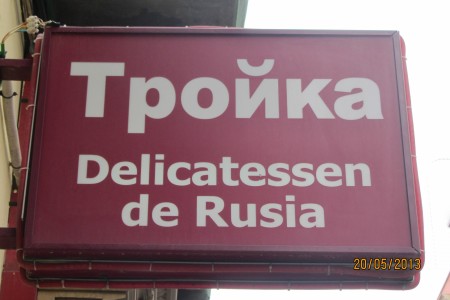 Тройка
Delicatessen
de Rusia
20/05/2013